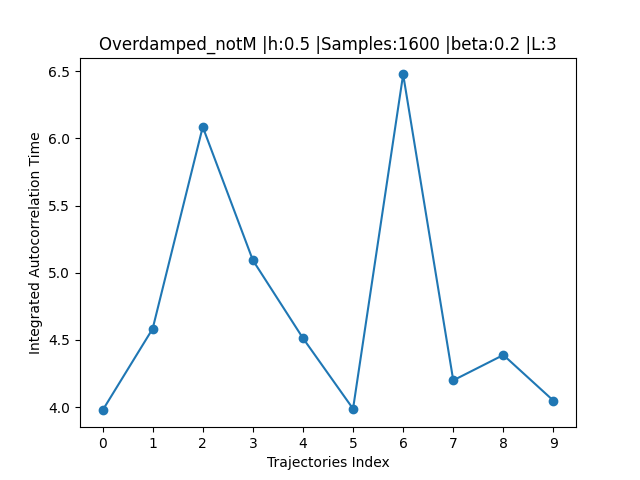 Overdamped_notM |h:0.5 |Samples:1600 |beta:0.2 |L:3
Integrated Autocorrelation Time
6.5
6.0
5.5
5.0
4.5
4.0
0 1 2 3 4 5 6 7 8 9
Trajectories Index